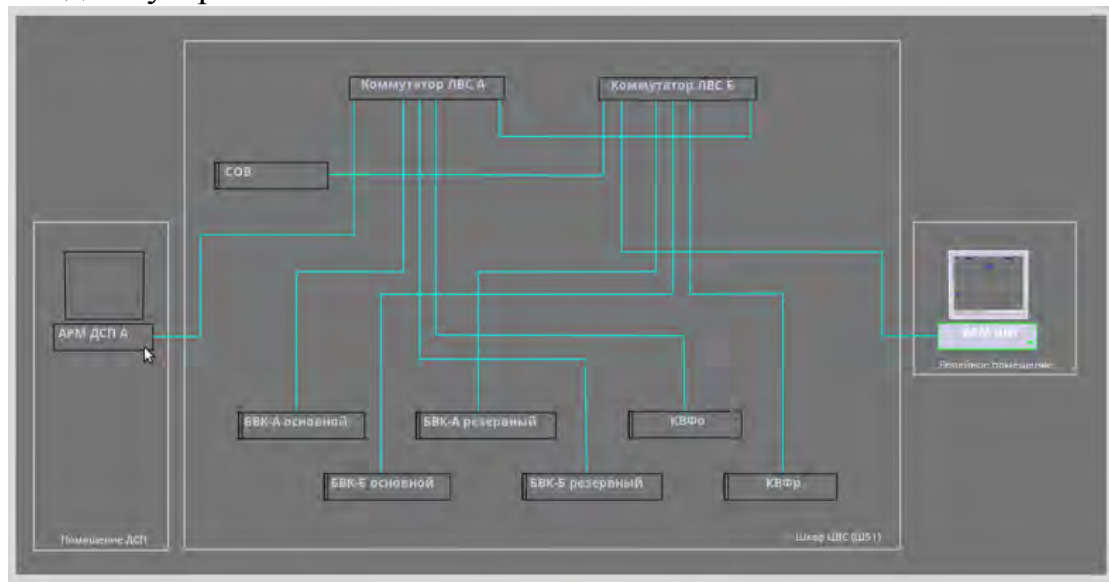 Коммутатор ЛВС А
Коммутатор ЛВС Б
СОВ
АРМ ДСП А
Релейное помещение
БВК-А основной
БВК-А резервный
КВФо
БВК-Б основной
БВК-Б резервный
КВФр
Помещение ДСП
Шкаф ЦВС (Ш51)